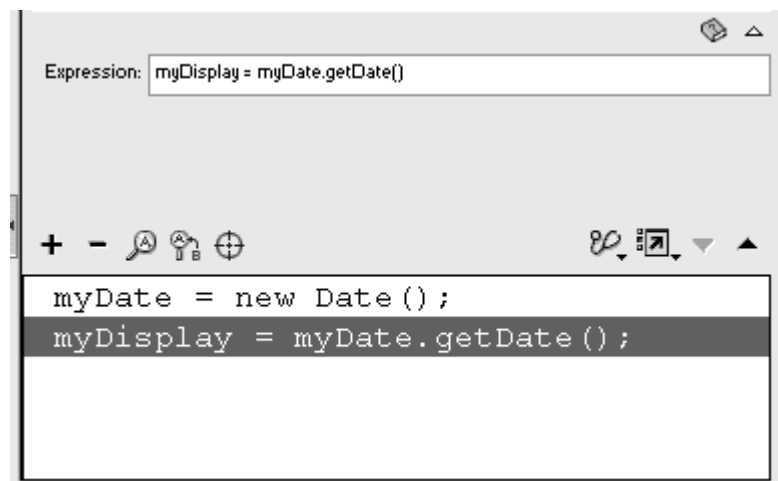 Expression: myDisplay = myDate.getDate()
myDate = new Date();
myDisplay = myDate.getDate();